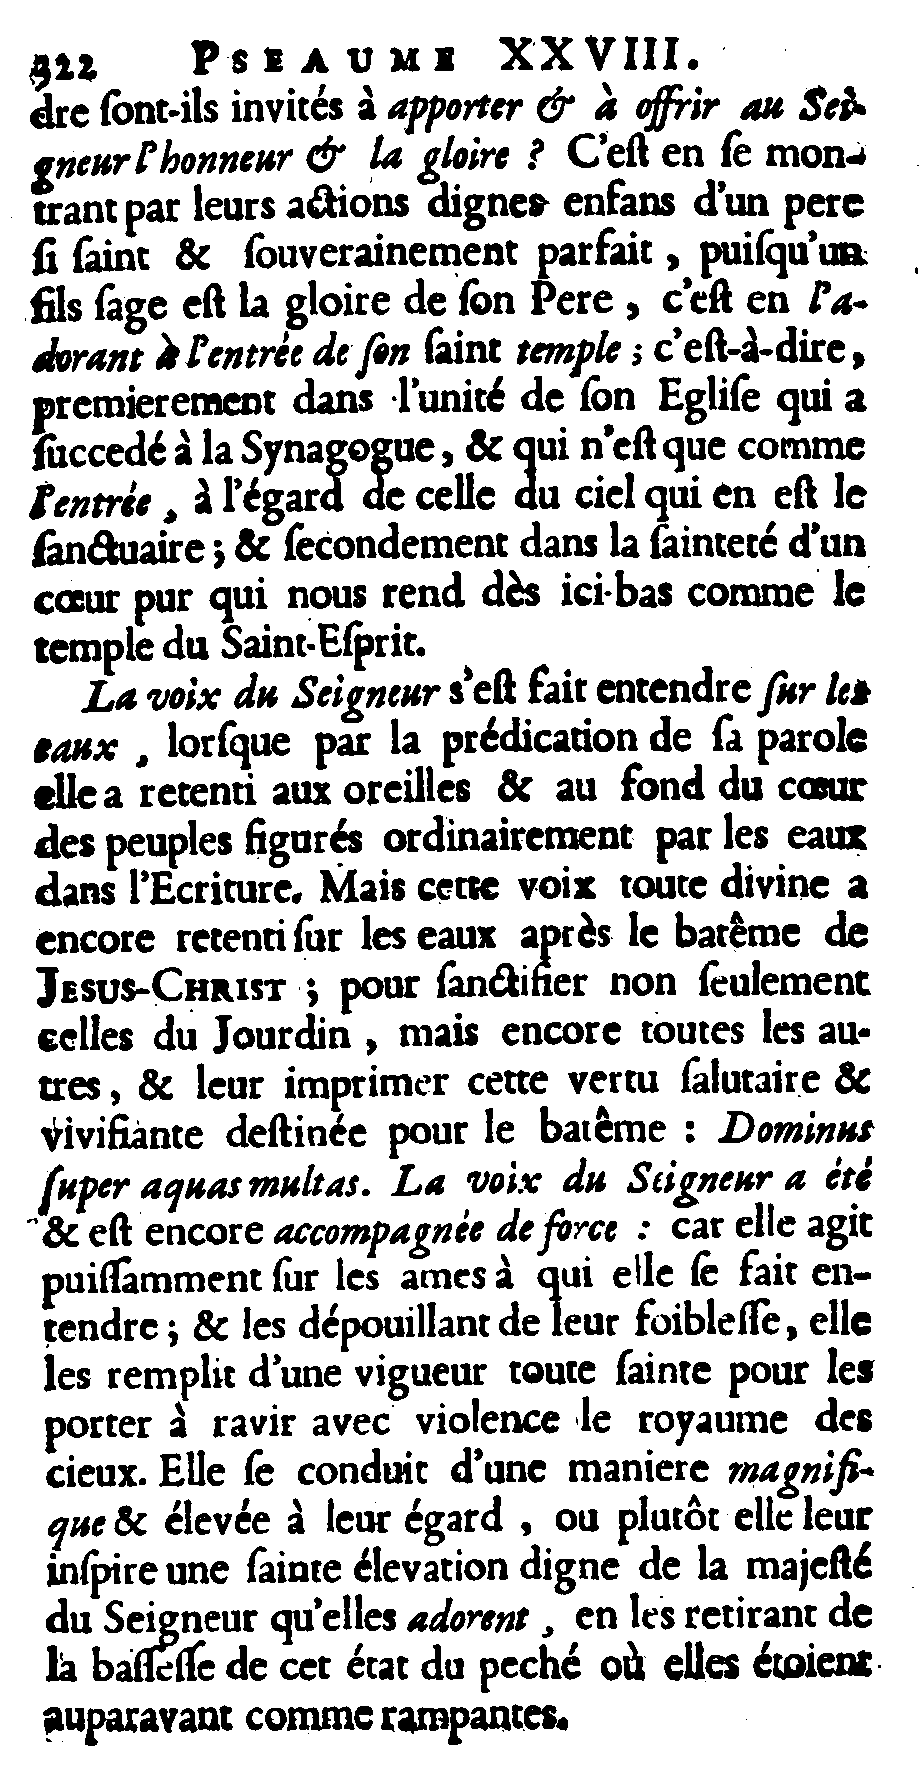 322 PSEAUME XXVIII.
dre ſont-ils invités à apporter & à offrir au Sei-
gneur l'honneur & la gloire ? C'eſt en ſe mon-
trant par leurs actions dignes enfans d'un pere
ſi ſaint & ſouverainement parfait , puiſqu'un
fils ſage eſt la gloire de ſon Pere , c'eſt en l'a-
dorant à l'entrée de ſon ſaint temple ; c'eſt-à-dire,
premierement dans l'unité de ſon Egliſe qui a
ſuccedé à la Synagogue, & qui n'eſt que comme
l'entrée , à l'égard de celle du ciel qui en eſt le
ſanctuaire ; & ſecondement dans la ſainteté d'un
cœur pur qui nous rend dès ici-bas comme le
temple du Saint-Eſprit.
La voix du Seigneur s'eſt fait entendre ſur les
eaux , lorſque par la prédication de ſa parole
elle a retenti aux oreilles & au fond du cœur
des peuples figurés ordinairement par les eaux
dans l'Ecriture. Mais cette voix toute divine a
encore retenti ſur les eaux après le batême de
JESUS-CHRIST ; pour ſanctifier non ſeulement
celles du Jourdin , mais encore toutes les au-
tres, & leur imprimer cette vertu ſalutaire &
vivifiante deſtinée pour le batême : Dominus
ſuper aquas multas. La voix du Seigneur a été
& eſt encore accompagnée de force : car elle agit
puiſſamment ſur les ames à qui elle ſe fait en-
tendre ; & les dépouillant de leur foibleſſe, elle
les remplit d'une vigueur toute ſainte pour les
porter à ravir avec violence le royaume des
cieux. Elle ſe conduit d'une maniere magnifi-
que & élevée à leur égard , ou plutôt elle leur
inſpire une ſainte élevation digne de la majeſté
du Seigneur qu'elles adorent , en les retirant de
la baſſeſſe de cet état du peché où elles étoient
auparavant comme rampantes.